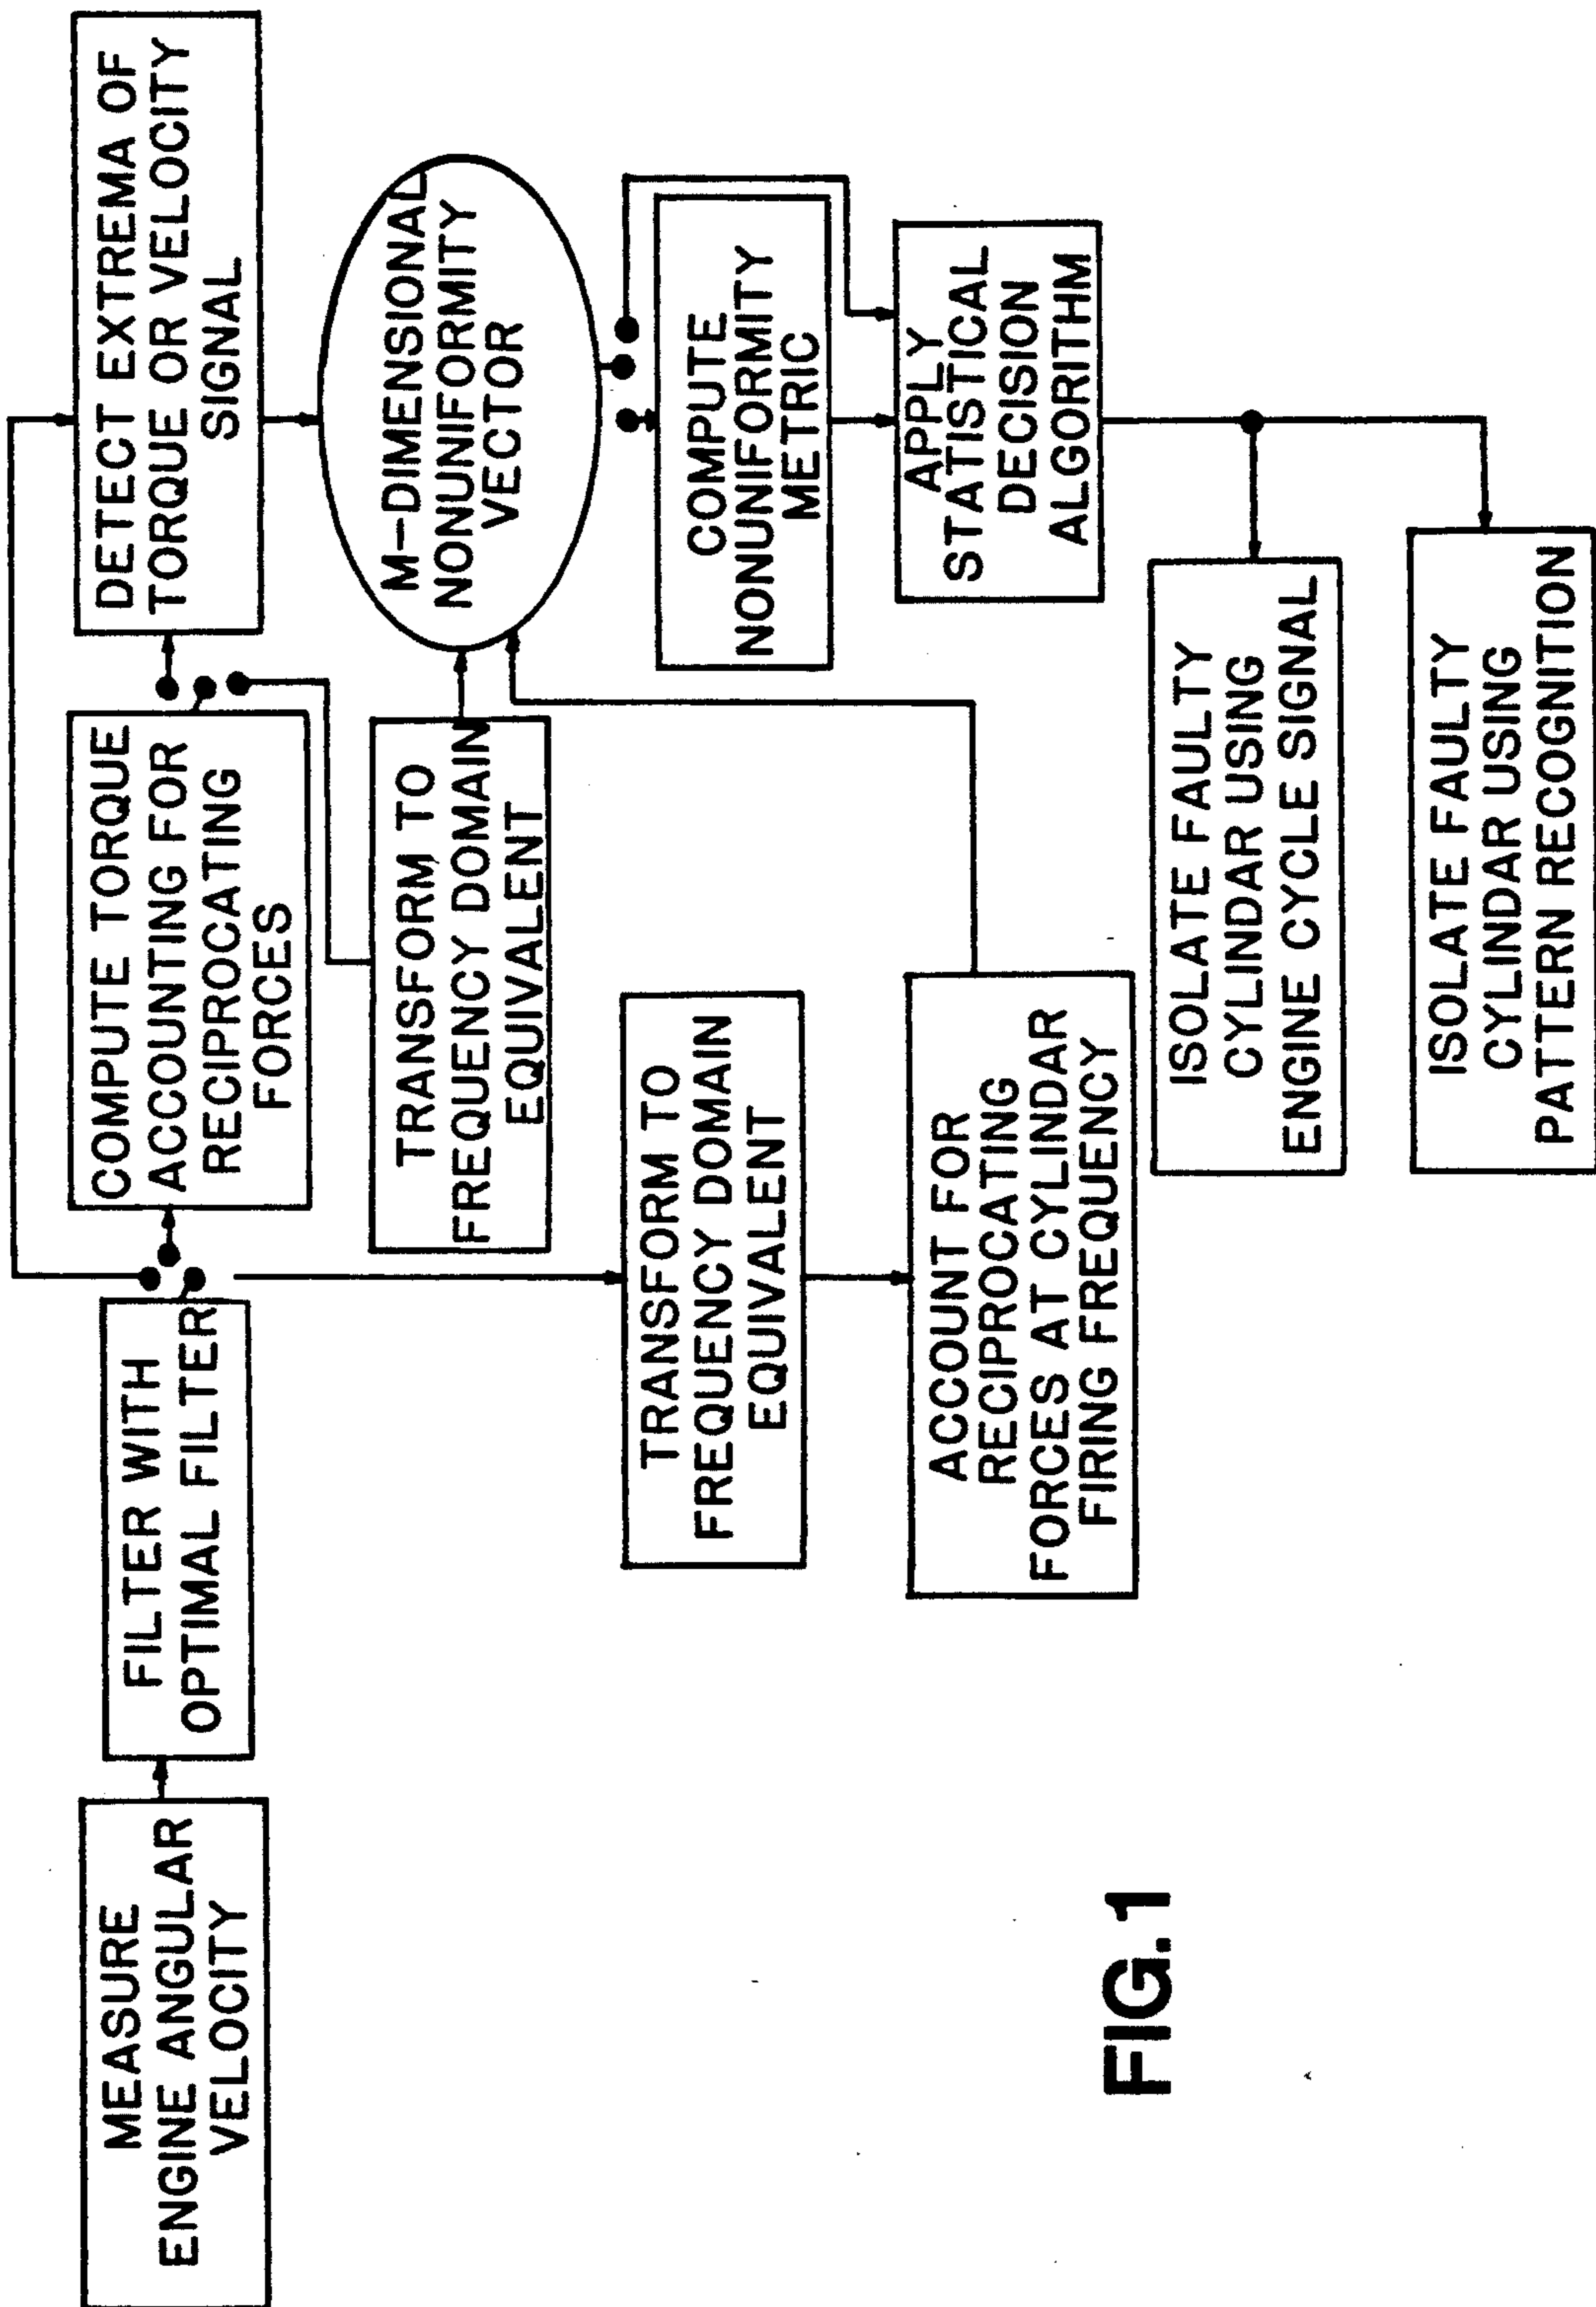 MEASURE
ENGINE ANGULAR
VELOCITY
FILTER WITH
OPTIMAL FILTER
COMPUTE TORQUE
ACCOUNTING FOR
RECIPROCATING
FORCES
DETECT EXTREMA OF
TORQUE OR VELOCITY
SIGNAL
TRANSFORM TO
FREQUENCY DOMAIN
EQUIVALENT
M-DIMENSIONAL
NONUNIFORMITY
VECTOR
TRANSFORM TO
FREQUENCY DOMAIN
EQUIVALENT
COMPUTE
NONUNIFORMITY
METRIC
ACCOUNT FOR
RECIPROCATING
FORCES AT CYLINDAR
FIRING FREQUENCY
APPLY
STATISTICAL
DECISION
ALGORITHM
ISOLATE FAULTY
CYLINDAR USING
ENGINE CYCLE SIGNAL
ISOLATE FAULTY
CYLINDAR USING
PATTERN RECOGNITION
FIG.1